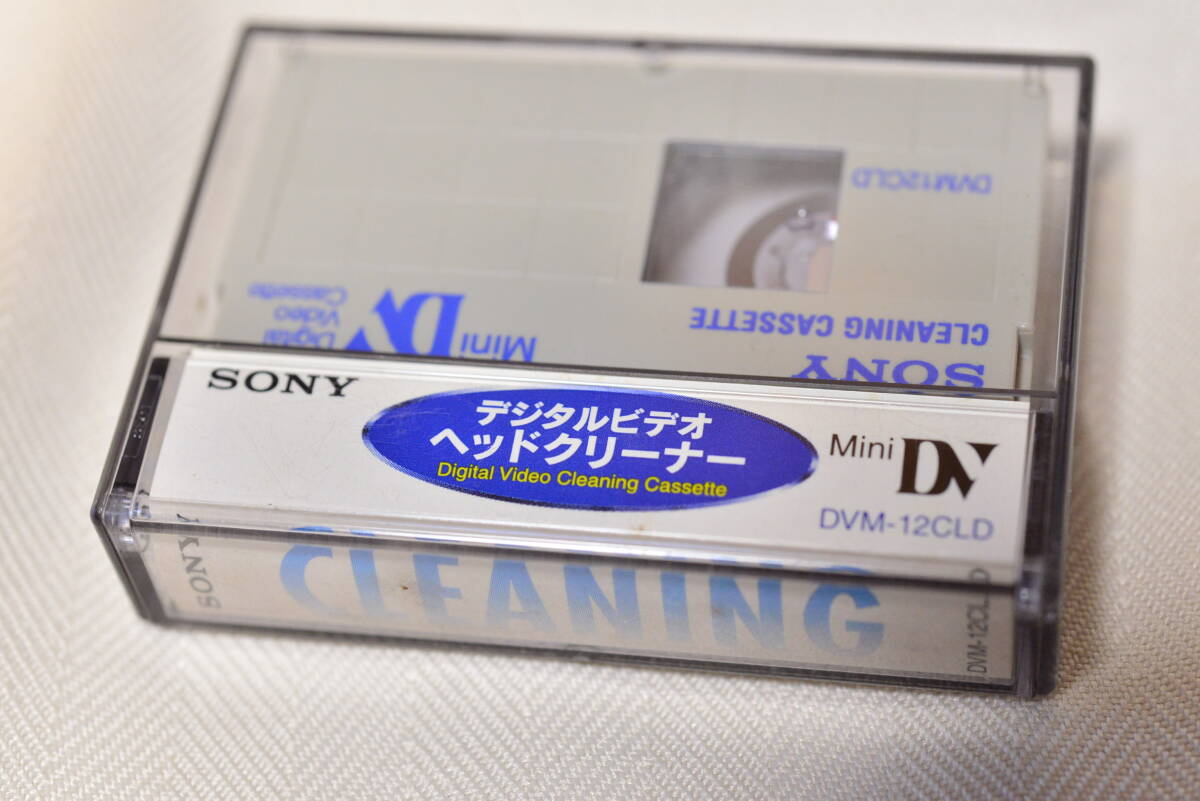 DVM12CLD
CLEANING CASSETTE
SONY
Mini DV Digital
Video
Cassette
SONY
デジタルビデオ
ヘッドクリーナー
Digital Video Cleaning Cassette
Mini DV
DVM-12CLD
SONY
CLEANING
DVM-12CLD